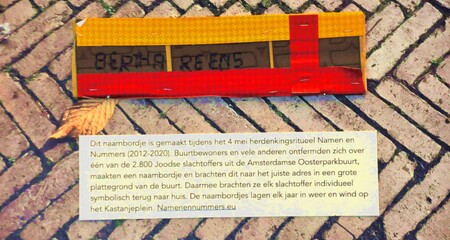 BERTHA REENS
Dit naambordje is gemaakt tijdens het 4 mei herdenkingsritueel Namen en
Nummers (2012-2020). Buurtbewoners en vele anderen ontfermden zich over
één van de 2.800 Joodse slachtoffers uit de Amsterdamse Oosterparkbuurt,
maakten een naambordje en brachten dit naar het juiste adres in een grote
plattegrond van de buurt. Daarmee brachten ze elk slachtoffer individueel
symbolisch terug naar huis. De naambordjes lagen elk jaar in weer en wind op
het Kastanjeplein. Namenennummers.eu